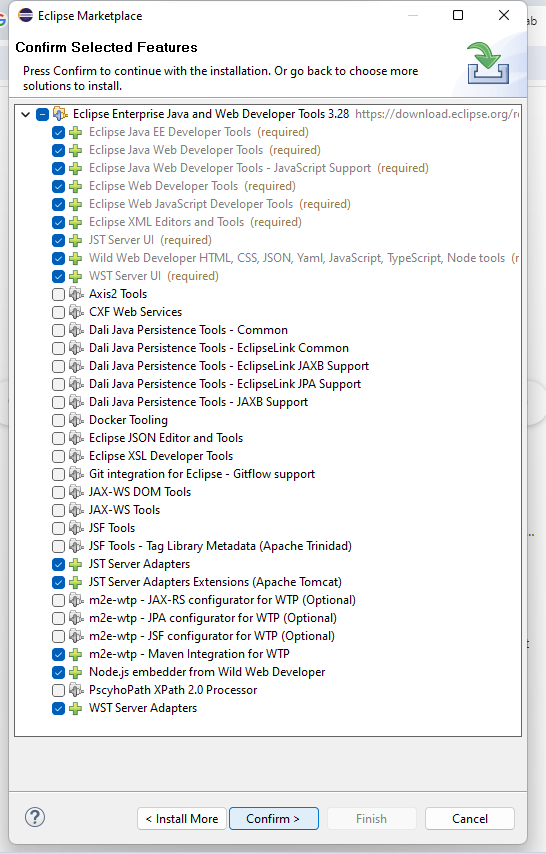 Eclipse Marketplace
Confirm Selected Features
Press Confirm to continue with the installation. Or go back to choose more
solutions to install.
Eclipse Enterprise Java and Web Developer Tools 3.28 https://download.eclipse.org/r
Eclipse Java EE Developer Tools (required)
Eclipse Java Web Developer Tools (required)
Eclipse Java Web Developer Tools - JavaScript Support (required)
Eclipse Web Developer Tools (required)
Eclipse Web JavaScript Developer Tools (required)
Eclipse XML Editors and Tools (required)
JST Server UI (required)
Wild Web Developer HTML, CSS, JSON, Yaml, JavaScript, TypeScript, Node tools (r
WST Server UI (required)
Axis2 Tools
CXF Web Services
Dali Java Persistence Tools - Common
Dali Java Persistence Tools - EclipseLink Common
Dali Java Persistence Tools - EclipseLink JAXB Support
Dali Java Persistence Tools - EclipseLink JPA Support
Dali Java Persistence Tools - JAXB Support
Docker Tooling
Eclipse JSON Editor and Tools
Eclipse XSL Developer Tools
Git integration for Eclipse - Gitflow support
JAX-WS DOM Tools
JAX-WS Tools
JSF Tools
JSF Tools - Tag Library Metadata (Apache Trinidad)
JST Server Adapters
JST Server Adapters Extensions (Apache Tomcat)
m2e-wtp - JAX-RS configurator for WTP (Optional)
m2e-wtp - JPA configurator for WTP (Optional)
m2e-wtp - JSF configurator for WTP (Optional)
m2e-wtp - Maven Integration for WTP
Node.js embedder from Wild Web Developer
PscyhoPath XPath 2.0 Processor
WST Server Adapters
< Install More Confirm > Finish Cancel